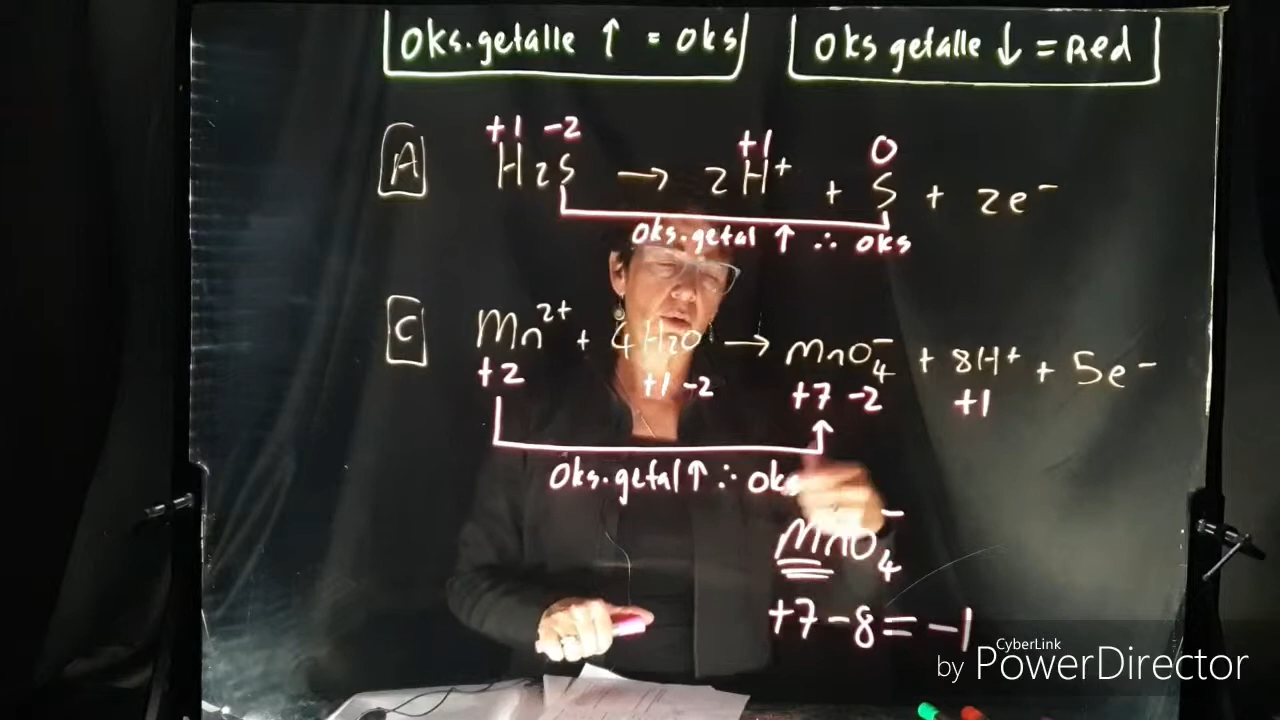 oks.getalle ↑ = oks
oks getalle ↓ = Red
A
+1 -2 +1 0
H2S → 2H⁺ + S + 2e⁻
oks.getal ↑ ∴ oks
C
Mn²⁺ + 4H2O → MnO₄⁻ + 8H⁺ + 5e⁻
+2 +1 -2 +7 -2 +1
Oks.getal ↑ ∴ oks
MnO₄⁻
+7-8=-1
CyberLink
by PowerDirector